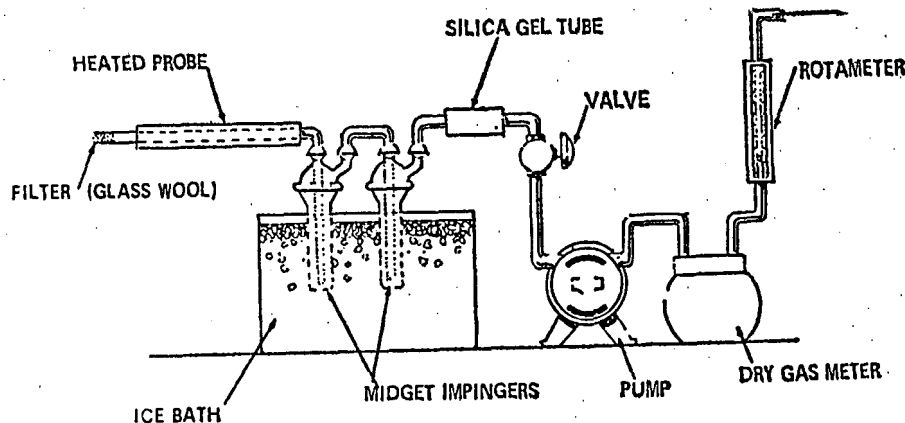 SILICA GEL TUBE
HEATED PROBE
ROTAMETER
VALVE
FILTER (GLASS WOOL)
MIDGET IMPINGERS
PUMP
DRY GAS METER
ICE BATH